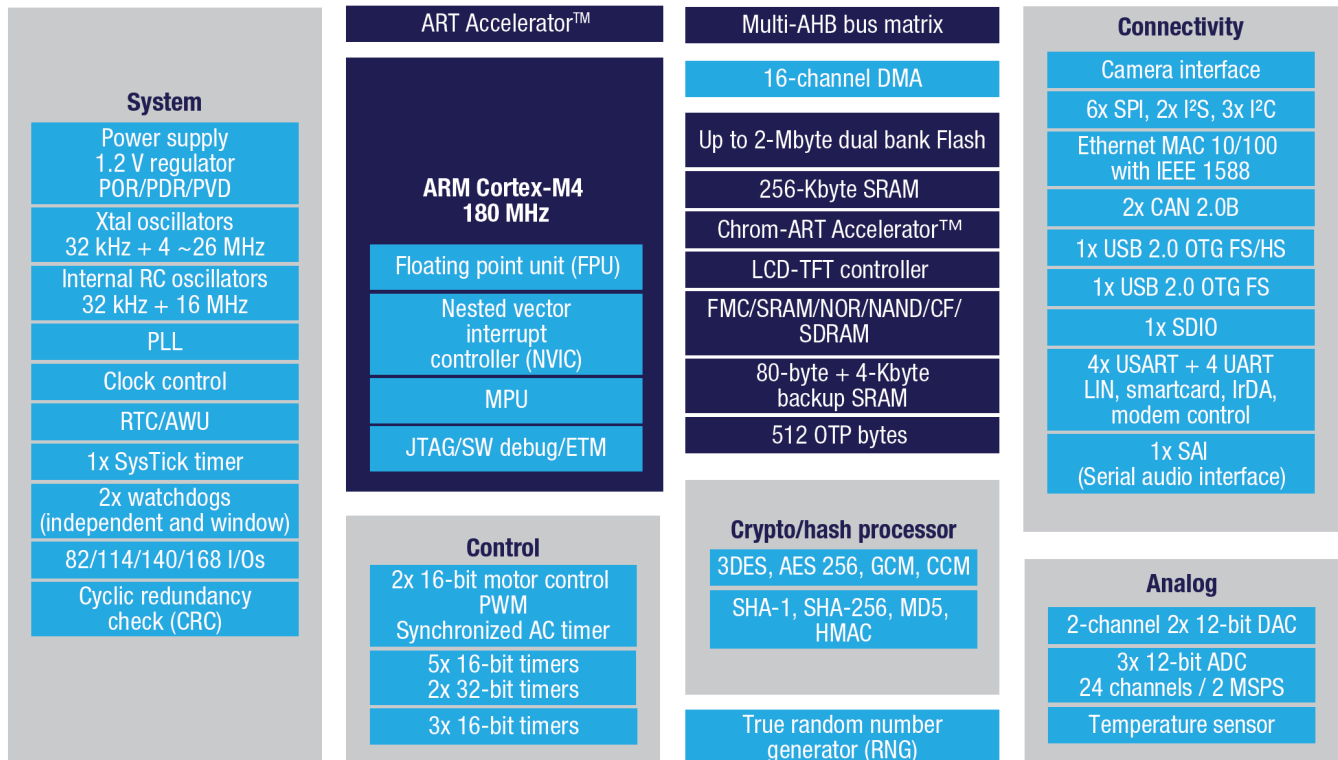 System
Power supply
1.2 V regulator
POR/PDR/PVD
Xtal oscillators
32 kHz + 4 ~26 MHz
Internal RC oscillators
32 kHz + 16 MHz
PLL
Clock control
RTC/AWU
1x SysTick timer
2x watchdogs
(independent and window)
82/114/140/168 I/Os
Cyclic redundancy
check (CRC)
ART Accelerator™
ARM Cortex-M4
180 MHz
Floating point unit (FPU)
Nested vector
interrupt
controller (NVIC)
MPU
JTAG/SW debug/ETM
Control
2x 16-bit motor control
PWM
Synchronized AC timer
5x 16-bit timers
2x 32-bit timers
3x 16-bit timers
Multi-AHB bus matrix
16-channel DMA
Up to 2-Mbyte dual bank Flash
256-Kbyte SRAM
Chrom-ART Accelerator™
LCD-TFT controller
FMC/SRAM/NOR/NAND/CF/
SDRAM
80-byte + 4-Kbyte
backup SRAM
512 OTP bytes
Crypto/hash processor
3DES, AES 256, GCM, CCM
SHA-1, SHA-256, MD5,
HMAC
True random number
generator (RNG)
Connectivity
Camera interface
6x SPI, 2x I²S, 3x I²C
Ethernet MAC 10/100
with IEEE 1588
2x CAN 2.0B
1x USB 2.0 OTG FS/HS
1x USB 2.0 OTG FS
1x SDIO
4x USART + 4 UART
LIN, smartcard, IrDA,
modem control
1x SAI
(Serial audio interface)
Analog
2-channel 2x 12-bit DAC
3x 12-bit ADC
24 channels / 2 MSPS
Temperature sensor